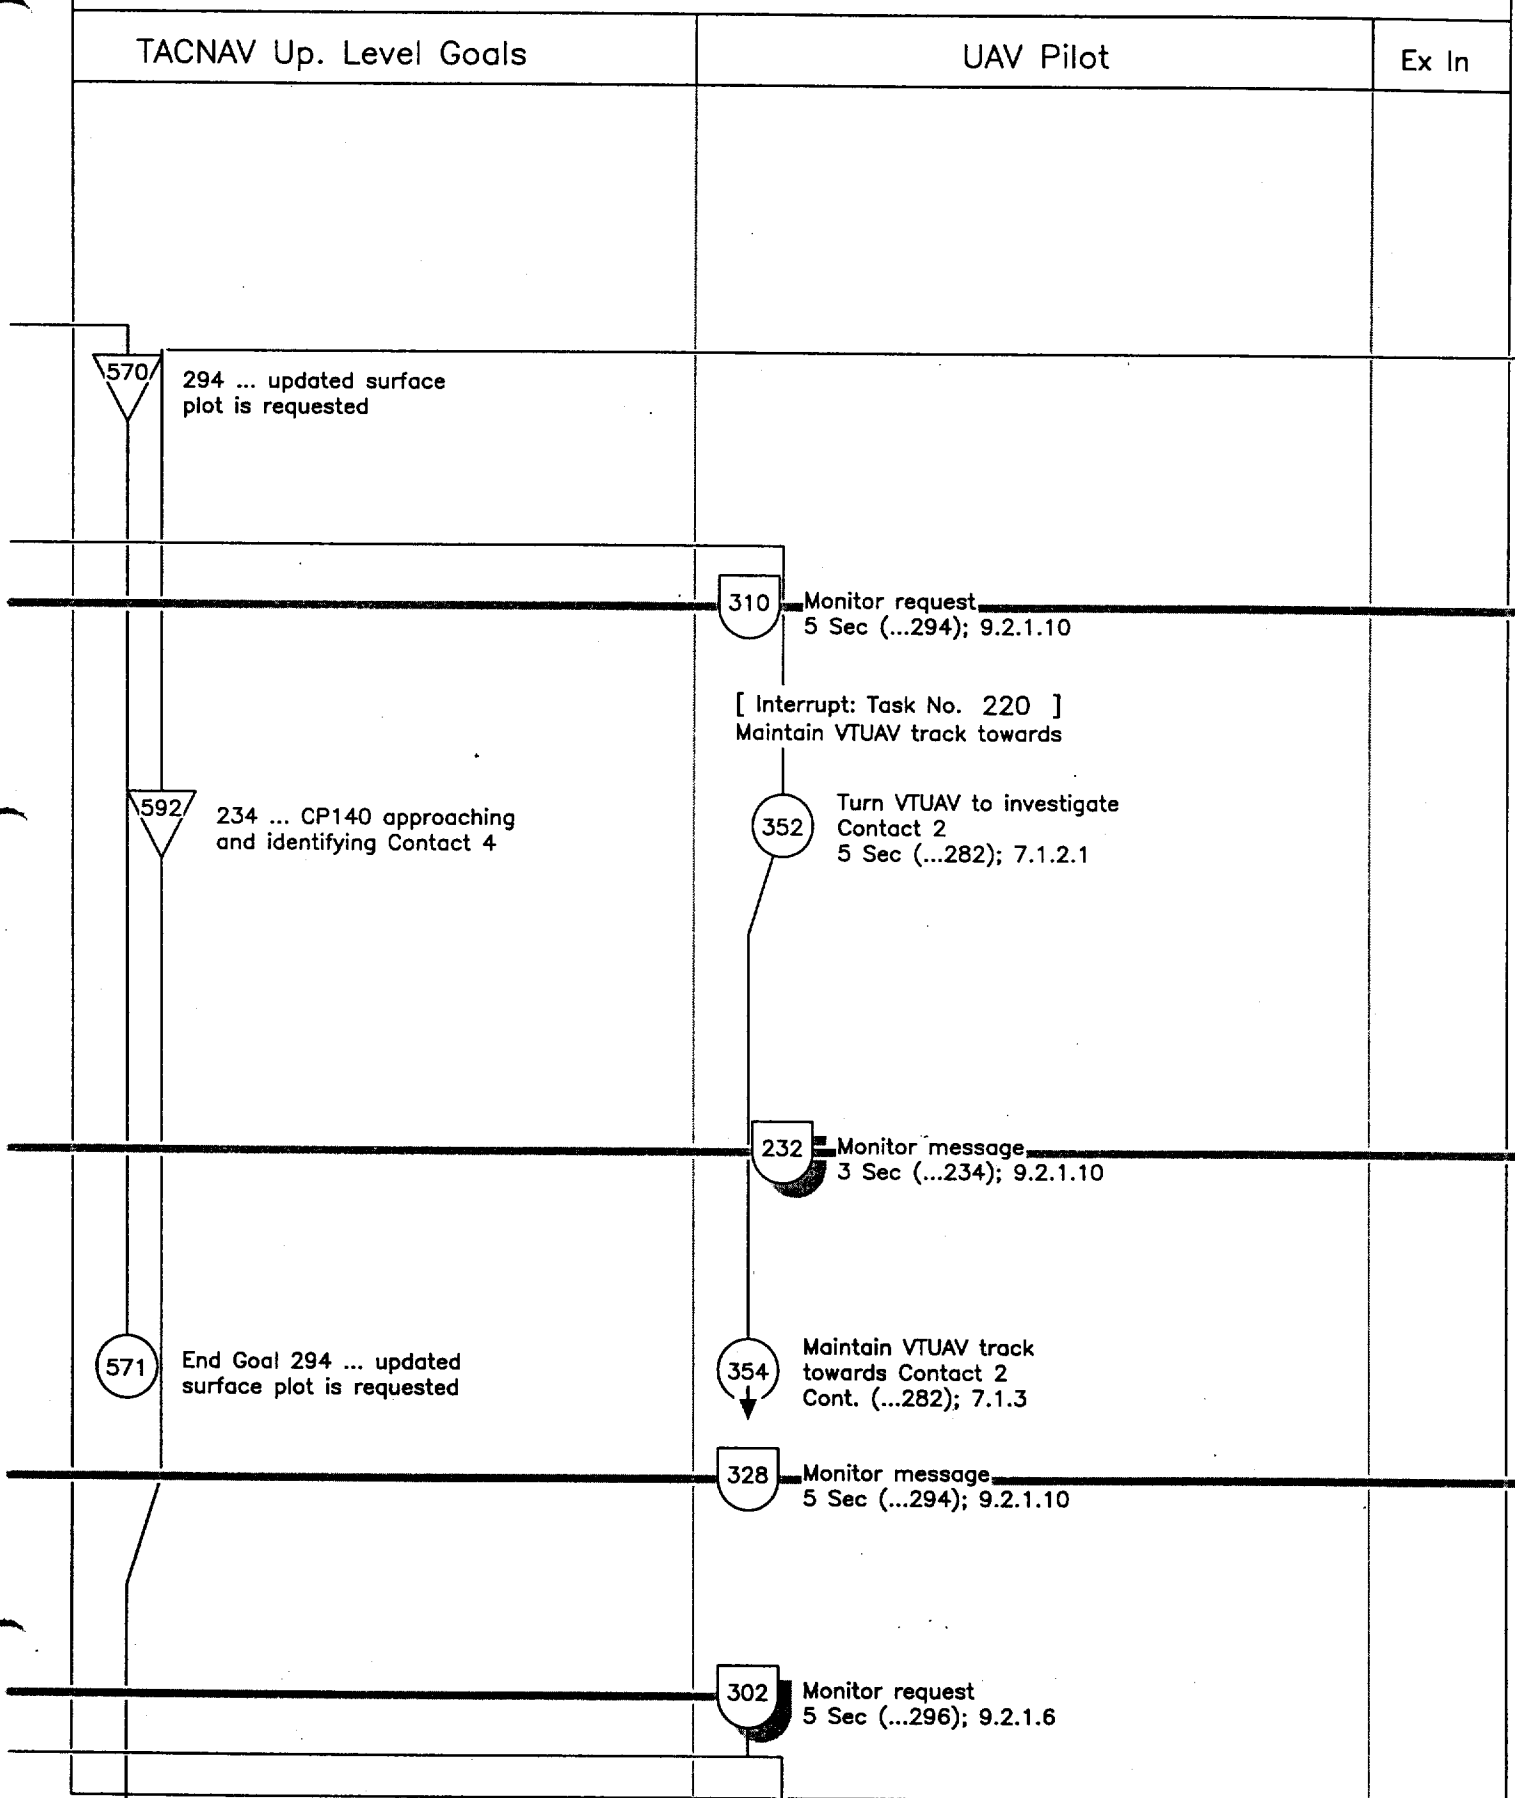 TACNAV Up. Level Goals
UAV Pilot
Ex In
570
294 ... updated surface
plot is requested
310
Monitor request
5 Sec (...294); 9.2.1.10
[ Interrupt: Task No. 220 ]
Maintain VTUAV track towards
592
234 ... CP140 approaching
and identifying Contact 4
352
Turn VTUAV to investigate
Contact 2
5 Sec (...282); 7.1.2.1
232
Monitor message
3 Sec (...234); 9.2.1.10
571
End Goal 294 ... updated
surface plot is requested
354
Maintain VTUAV track
towards Contact 2
Cont. (...282); 7.1.3
328
Monitor message
5 Sec (...294); 9.2.1.10
302
Monitor request
5 Sec (...296); 9.2.1.6